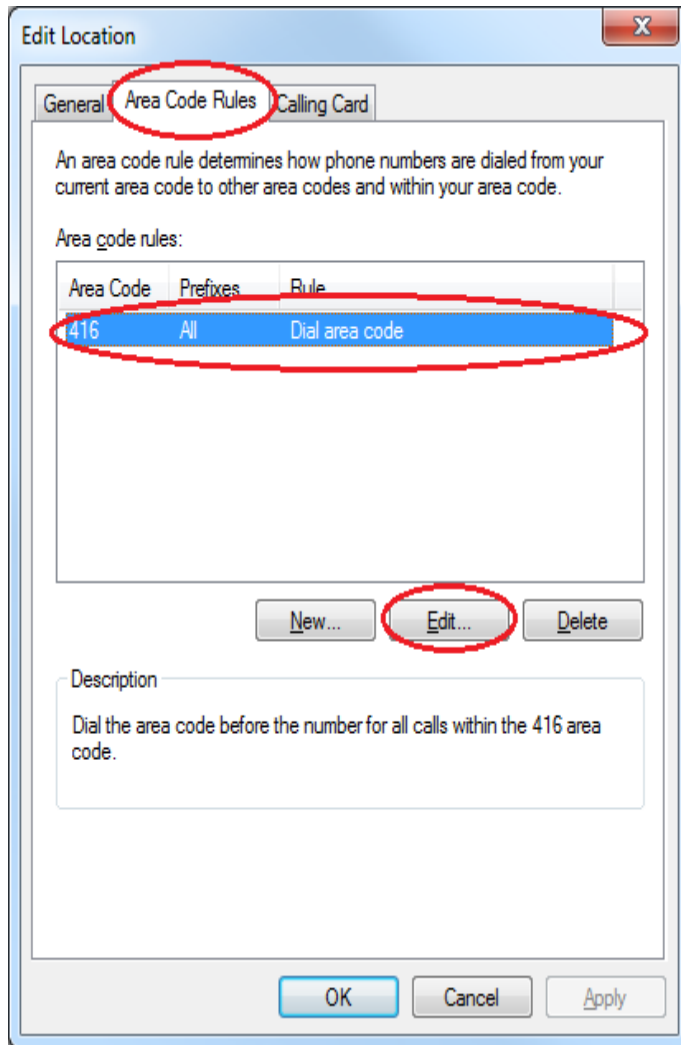 Edit Location
X
General Area Code Rules Calling Card
An area code rule determines how phone numbers are dialed from your
current area code to other area codes and within your area code.
Area code rules:
Area Code Prefixes Rule
416 All Dial area code
New... Edit... Delete
Description
Dial the area code before the number for all calls within the 416 area
code.
OK Cancel Apply